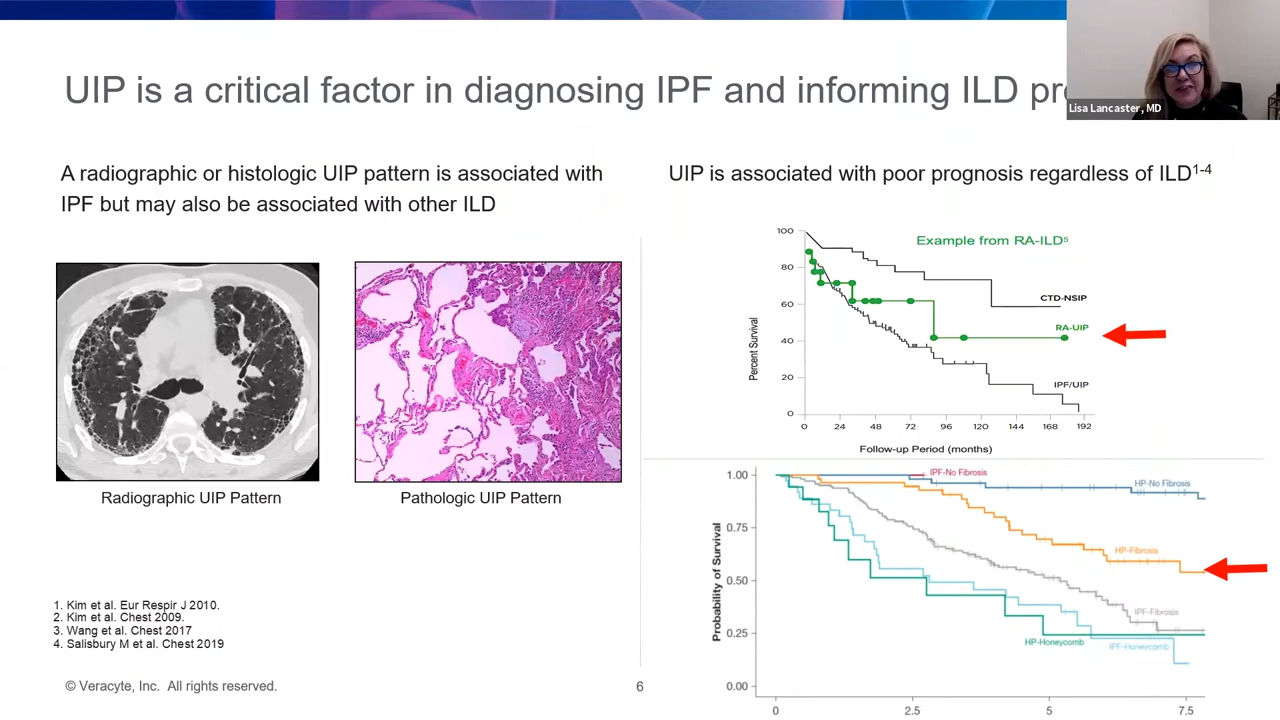 UIP is a critical factor in diagnosing IPF and informing ILD pr
Lisa Lancaster, MD
A radiographic or histologic UIP pattern is associated with
IPF but may also be associated with other ILD
Radiographic UIP Pattern
Pathologic UIP Pattern
1. Kim et al. Eur Respir J 2010.
2. Kim et al. Chest 2009.
3. Wang et al. Chest 2017
4. Salisbury M et al. Chest 2019
UIP is associated with poor prognosis regardless of ILD1-4
Example from RA-ILD5
Percent Survival
100
80
60
40
20
0
CTD-NSIP
RA-UIP
IPF/UIP
0 24 48 72 96 120 144 168 192
Follow-up Period (months)
Probability of Survival
1.00
0.75
0.50
0.25
0.00
IPF-No Fibrosis
HP-No Fibrosis
HP-Fibrosis
IPF-Fibrosis
HP-Honeycomb
IPF-Honeycomb
0 2.5 5 7.5
© Veracyte, Inc. All rights reserved.
6